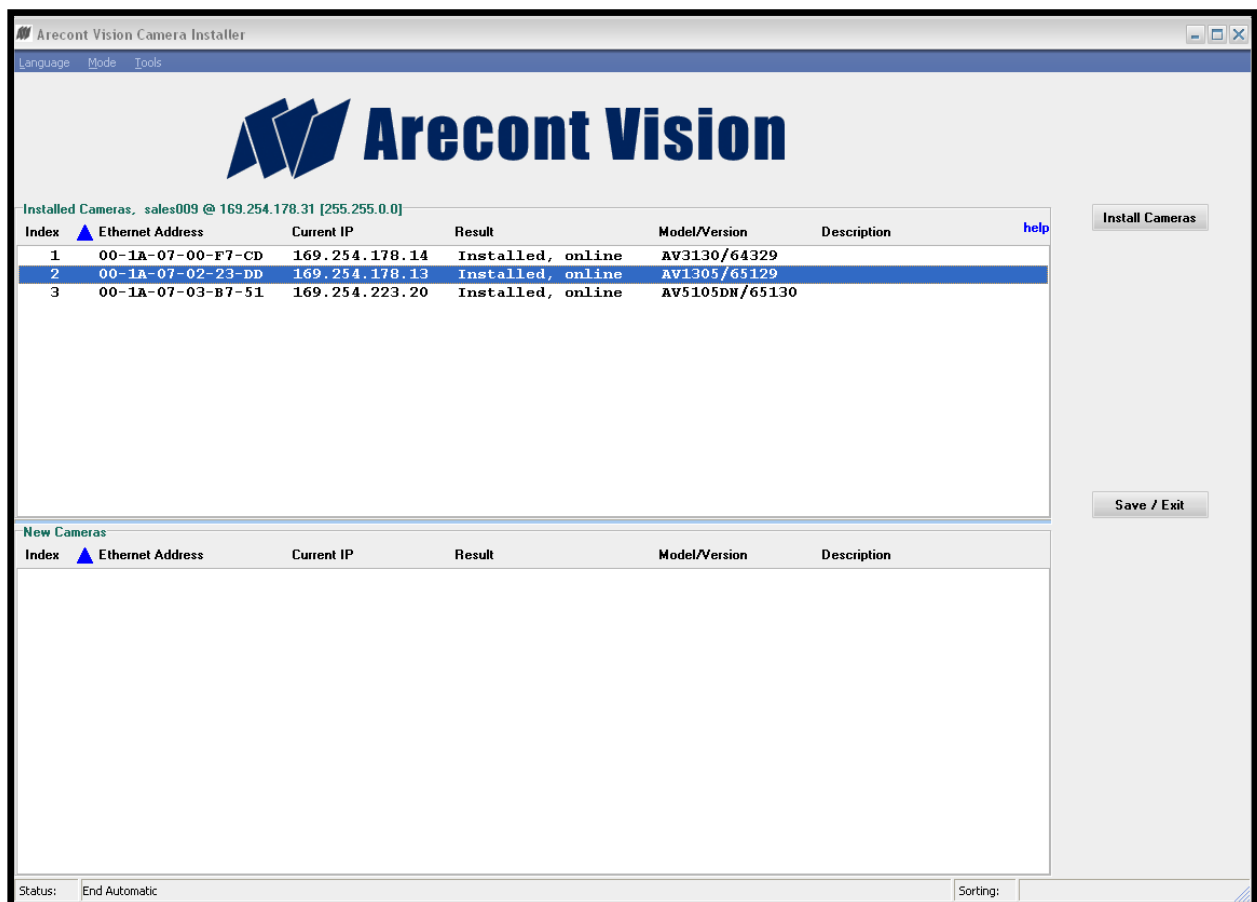 Arecont Vision Camera Installer
Language Mode Tools
Arecont Vision
Installed Cameras, sales009 @ 169.254.178.31 [255.255.0.0]
Install Cameras
Index Ethernet Address Current IP Result Model/Version Description help
1 00-1A-07-00-F7-CD 169.254.178.14 Installed, online AV3130/64329
2 00-1A-07-02-23-DD 169.254.178.13 Installed, online AV1305/65129
3 00-1A-07-03-B7-51 169.254.223.20 Installed, online AV5105DN/65130
Save / Exit
New Cameras
Index Ethernet Address Current IP Result Model/Version Description
Status: End Automatic Sorting: